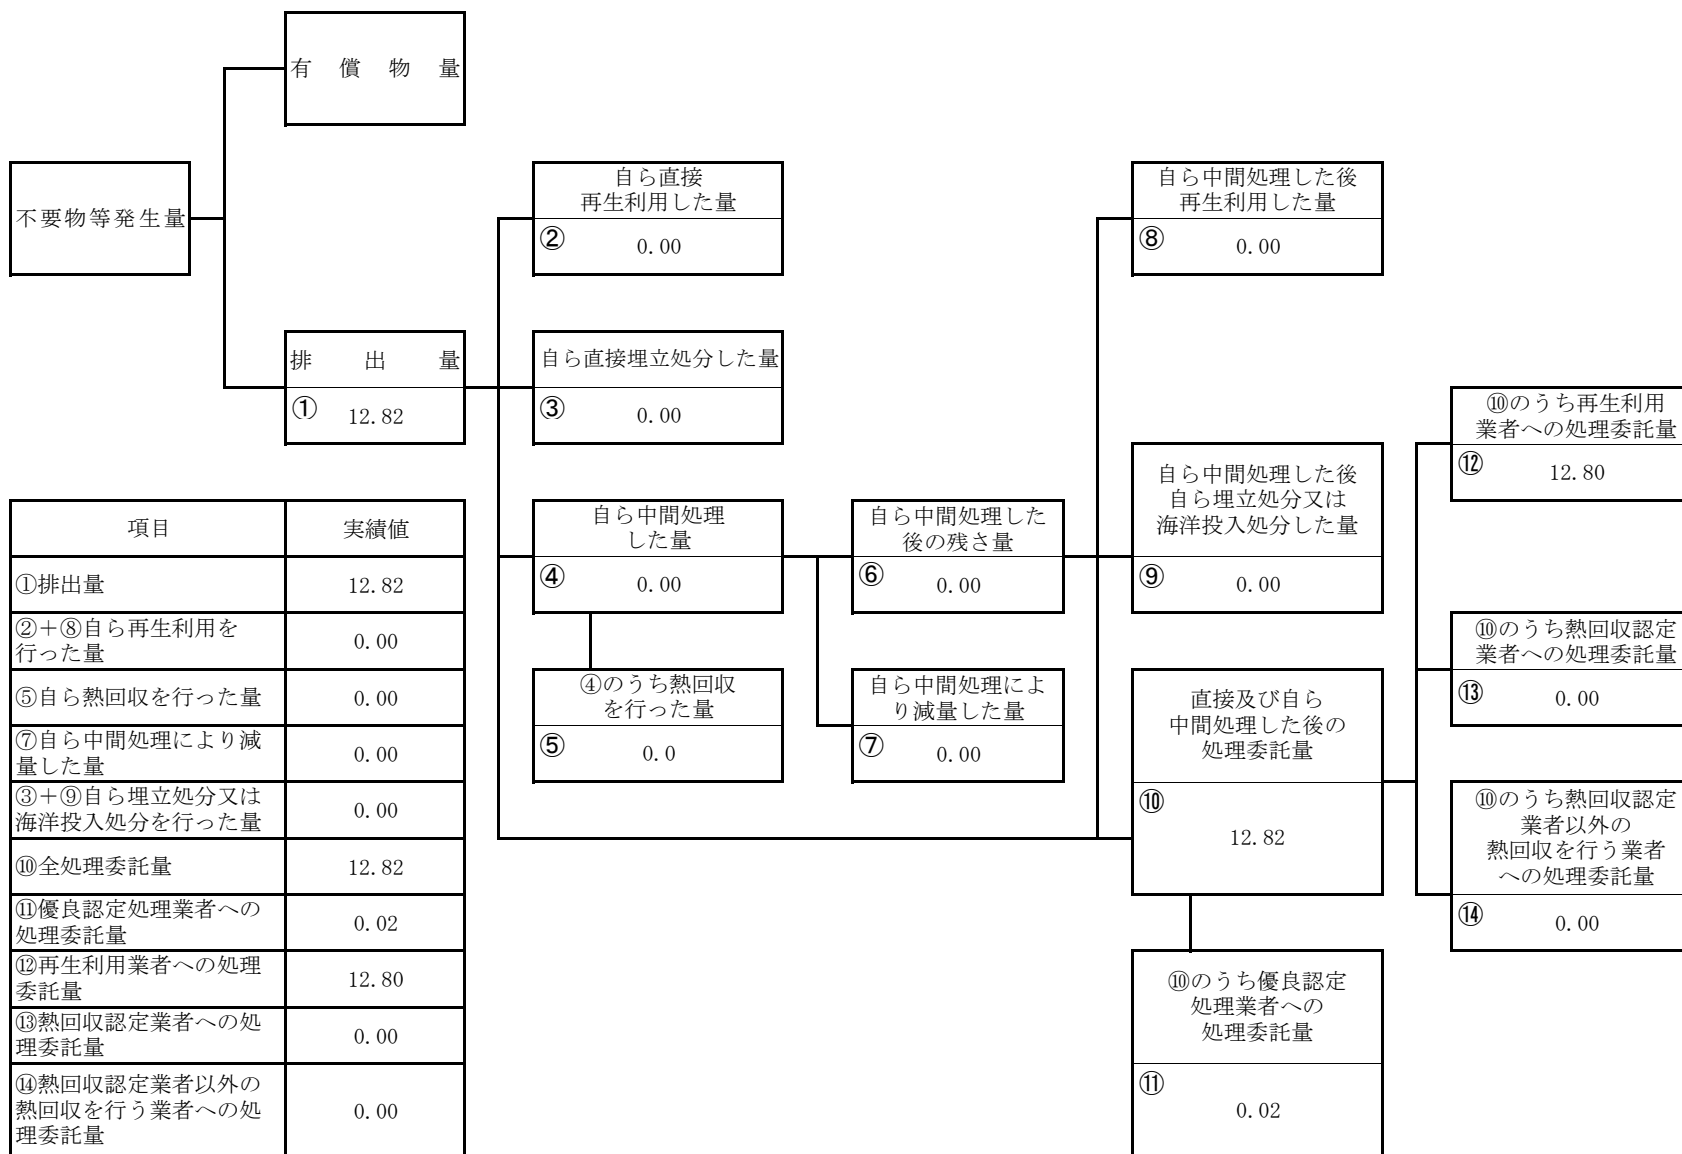 有償物量
不要物等発生量
排出量
① 12.82
自ら直接
再生利用した量
② 0.00
自ら直接埋立処分した量
③ 0.00
自ら中間処理
した量
④ 0.00
④のうち熱回収
を行った量
⑤ 0.0
自ら中間処理した
後の残さ量
⑥ 0.00
自ら中間処理によ
り減量した量
⑦ 0.00
自ら中間処理した後
再生利用した量
⑧ 0.00
自ら中間処理した後
自ら埋立処分又は
海洋投入処分した量
⑨ 0.00
直接及び自ら
中間処理した後の
処理委託量
⑩
12.82
⑩のうち優良認定
処理業者への
処理委託量
⑪
0.02
⑩のうち再生利用
業者への処理委託量
⑫ 12.80
⑩のうち熱回収認定
業者への処理委託量
⑬ 0.00
⑩のうち熱回収認定
業者以外の
熱回収を行う業者
への処理委託量
⑭ 0.00
項目 実績値
①排出量 12.82
②＋⑧自ら再生利用を
行った量 0.00
⑤自ら熱回収を行った量 0.00
⑦自ら中間処理により減
量した量 0.00
③＋⑨自ら埋立処分又は
海洋投入処分を行った量 0.00
⑩全処理委託量 12.82
⑪優良認定処理業者への
処理委託量 0.02
⑫再生利用業者への処理
委託量 12.80
⑬熱回収認定業者への処
理委託量 0.00
⑭熱回収認定業者以外の
熱回収を行う業者への処
理委託量 0.00